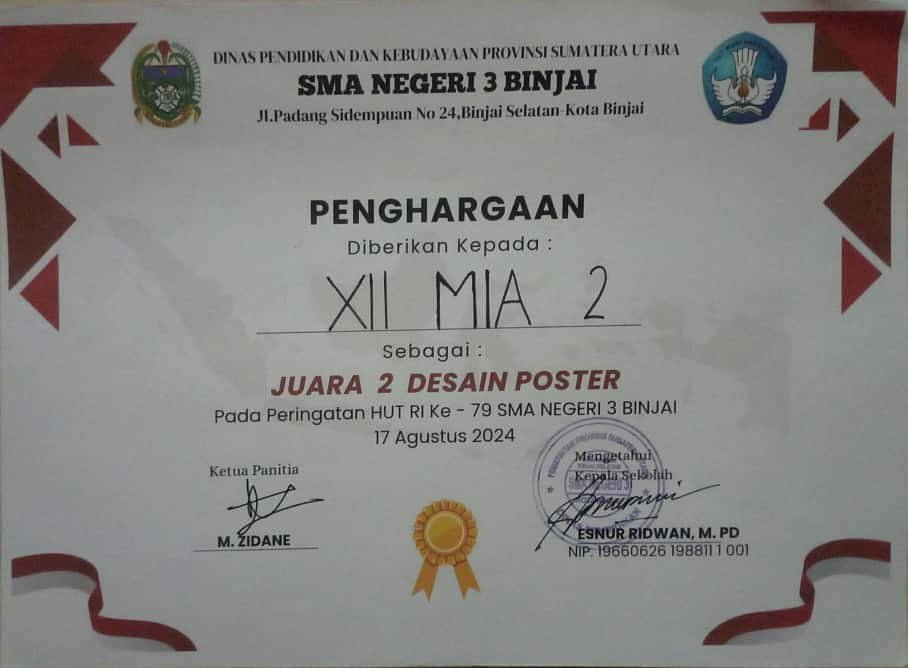 DINAS PENDIDIKAN DAN KEBUDAYAAN PROVINSI SUMATERA UTARA
SMA NEGERI 3 BINJAI
Jl.Padang Sidempuan No 24,Binjai Selatan-Kota Binjai
PENGHARGAAN
Diberikan Kepada :
XII MIA 2
Sebagai :
JUARA 2 DESAIN POSTER
Pada Peringatan HUT RI Ke - 79 SMA NEGERI 3 BINJAI
17 Agustus 2024
Ketua Panitia
M. ZIDANE
Mengetahui
Kepala Sekolah
SMA NEGERI 3
ESNUR RIDWAN, M. PD
NIP. 19660626 198811 1 001